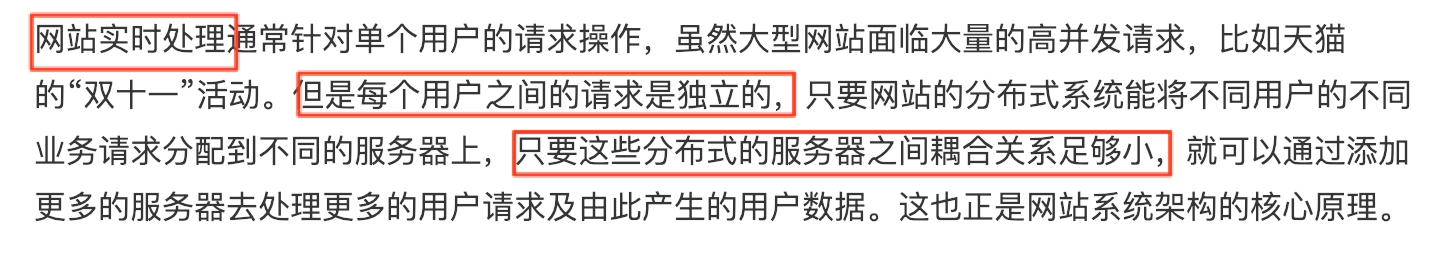 网站实时处理通常针对单个用户的请求操作，虽然大型网站面临大量的高并发请求，比如天猫
的“双十一”活动。但是每个用户之间的请求是独立的，只要网站的分布式系统能将不同用户的不同
业务请求分配到不同的服务器上，只要这些分布式的服务器之间耦合关系足够小，就可以通过添加
更多的服务器去处理更多的用户请求及由此产生的用户数据。这也正是网站系统架构的核心原理。